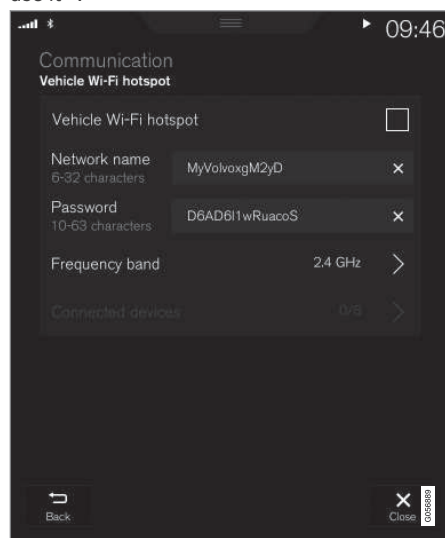 09:46
Communication
Vehicle Wi-Fi hotspot
Vehicle Wi-Fi hotspot
Network name
6-32 characters
MyVolvoxgM2yD
Password
10-63 characters
D6AD6I1wRuacoS
Frequency band
2.4 GHz
Connected devices
0/8
Back
Close
G056889